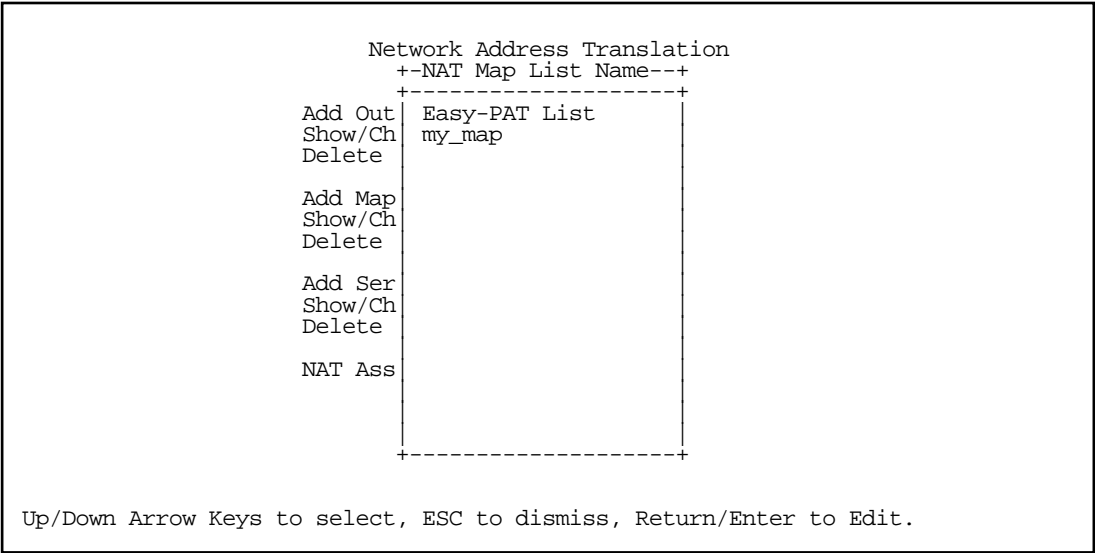 Network Address Translation
+-NAT Map List Name--+
+--------------------+
Add Out| Easy-PAT List |
Show/Ch| my_map |
Delete | |
| |
Add Map| |
Show/Ch| |
Delete | |
| |
Add Ser| |
Show/Ch| |
Delete | |
| |
NAT Ass| |
| |
| |
| |
+--------------------+
Up/Down Arrow Keys to select, ESC to dismiss, Return/Enter to Edit.